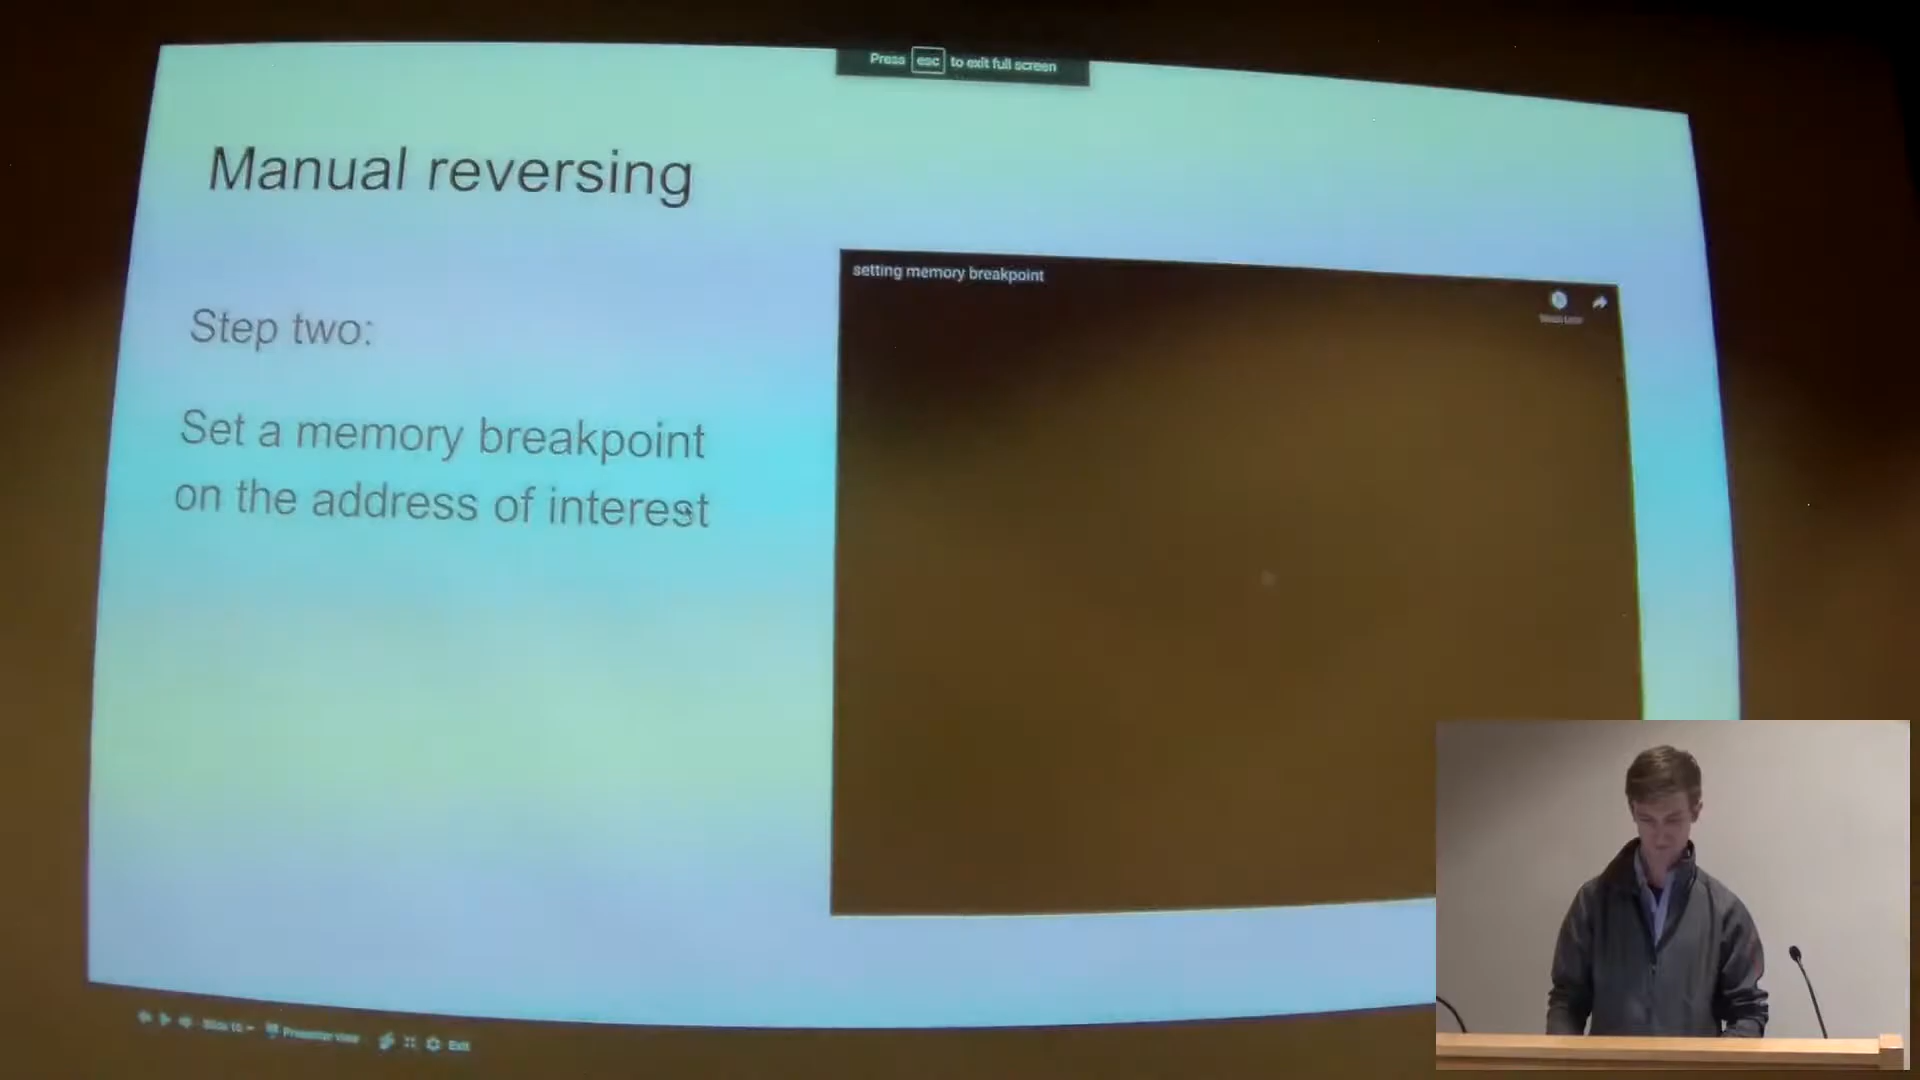 Press esc to exit full screen
Manual reversing
setting memory breakpoint
Step two:
Set a memory breakpoint
on the address of interest
Presenter view
Exit